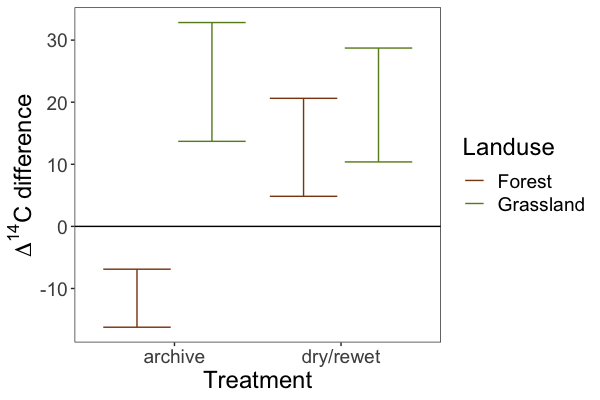 Δ14C difference
30
20
10
0
-10
archive dry/rewet
Treatment
Landuse
Forest
Grassland